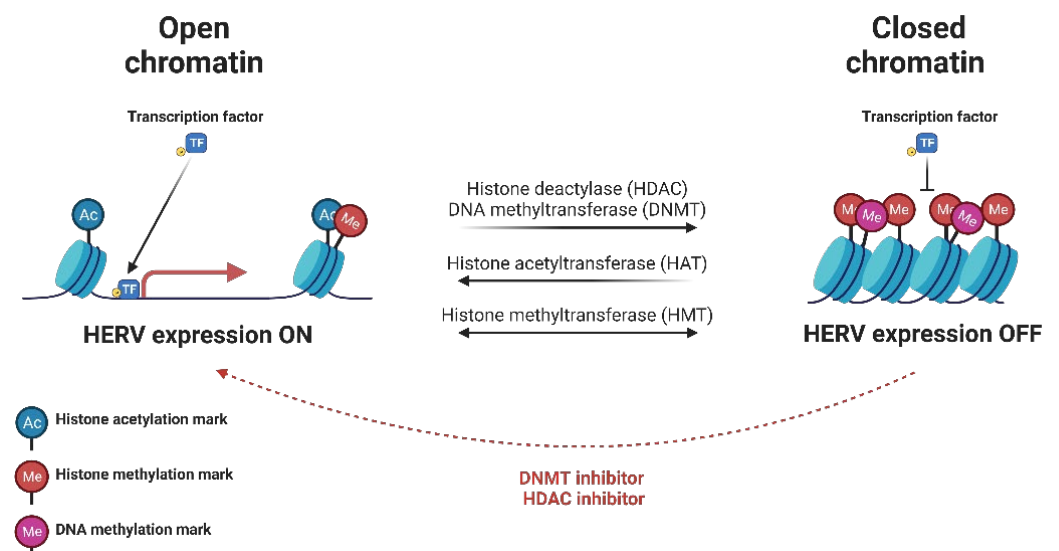 Open
chromatin
Closed
chromatin
Transcription factor
TF
Transcription factor
TF
Ac
Ac
Me
TF
Histone deactylase (HDAC)
DNA methyltransferase (DNMT)
Histone acetyltransferase (HAT)
Histone methyltransferase (HMT)
Me
Me
Me
Me
Me
Me
HERV expression ON
HERV expression OFF
Ac Histone acetylation mark
Me Histone methylation mark
Me DNA methylation mark
DNMT inhibitor
HDAC inhibitor